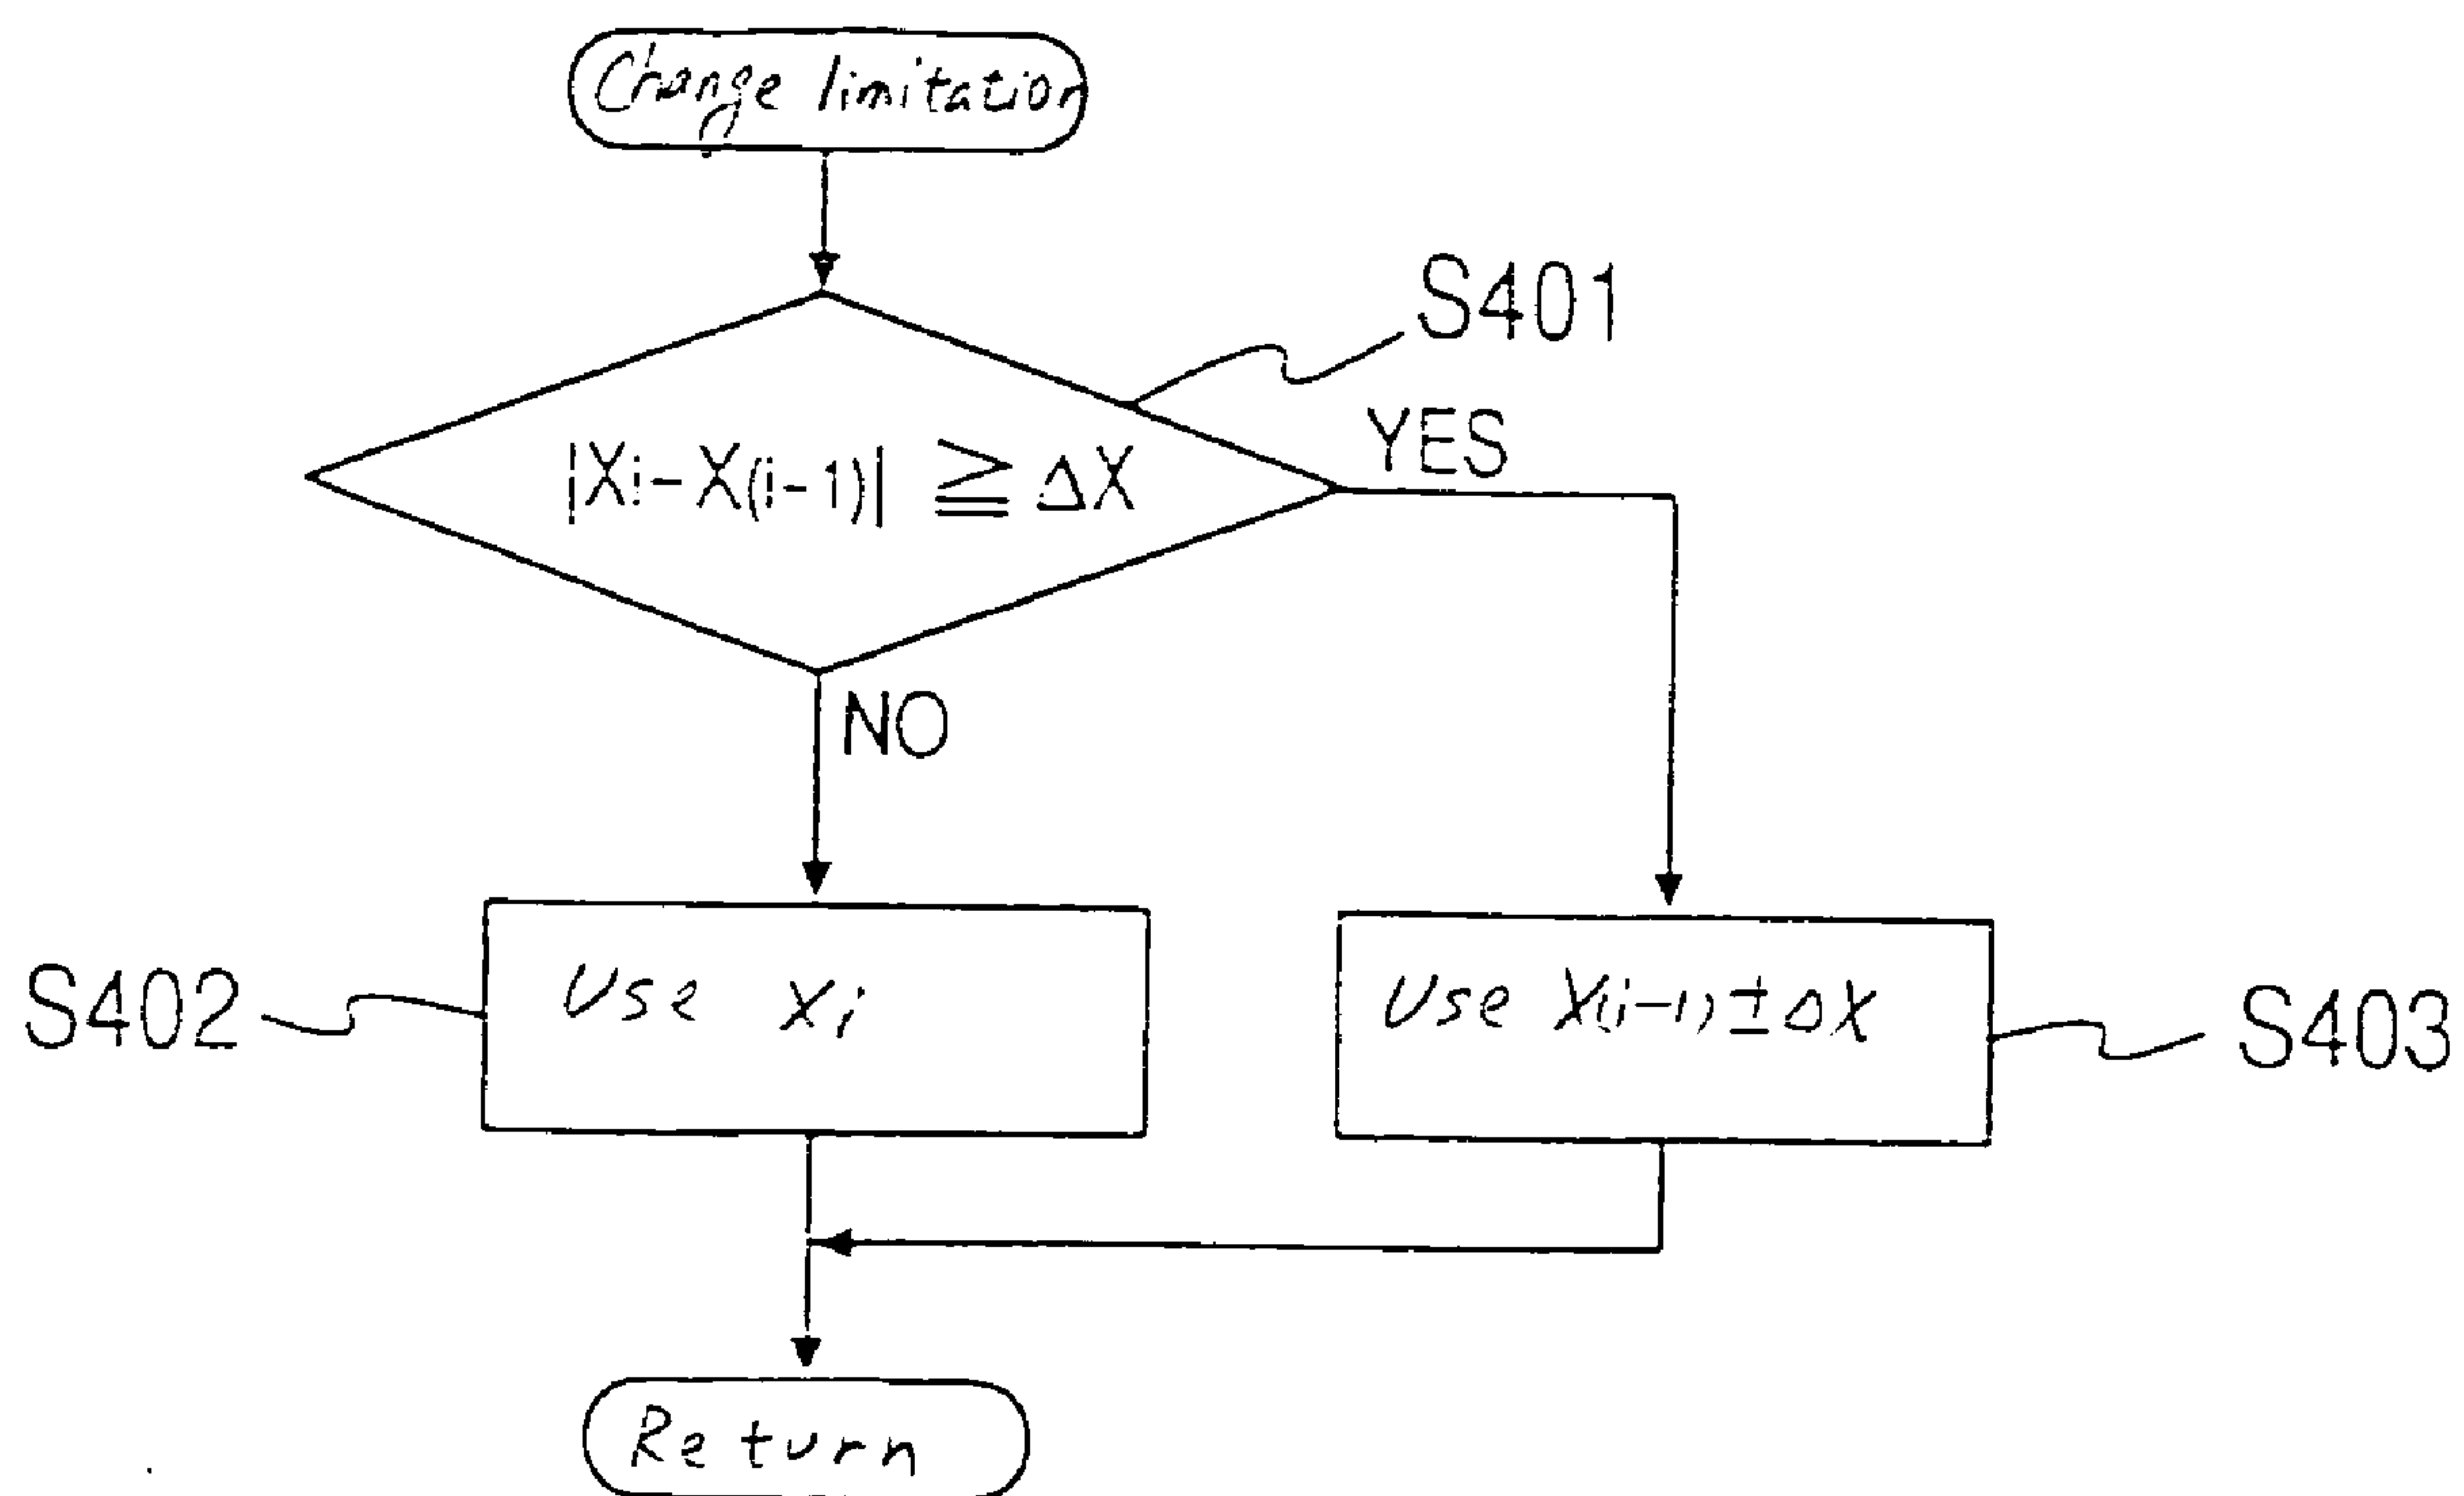 Change limitation
S401
|Xi-X(i-1)| ≧ ΔX
YES
NO
S402
Use Xi
Use X(i-1)±ΔX
S403
Return